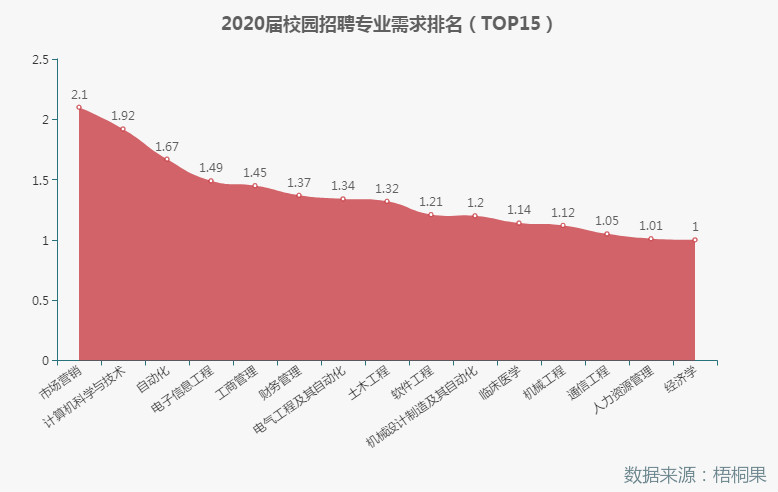 2020届校园招聘专业需求排名（TOP15）
2.5
2
1.5
1
0.5
0
2.1
1.92
1.67
1.49
1.45
1.37
1.34
1.32
1.21
1.2
1.14
1.12
1.05
1.01
1
市场营销
计算机科学与技术
自动化
电子信息工程
工商管理
财务管理
电气工程及其自动化
土木工程
软件工程
机械设计制造及其自动化
临床医学
机械工程
通信工程
人力资源管理
经济学
数据来源：梧桐果